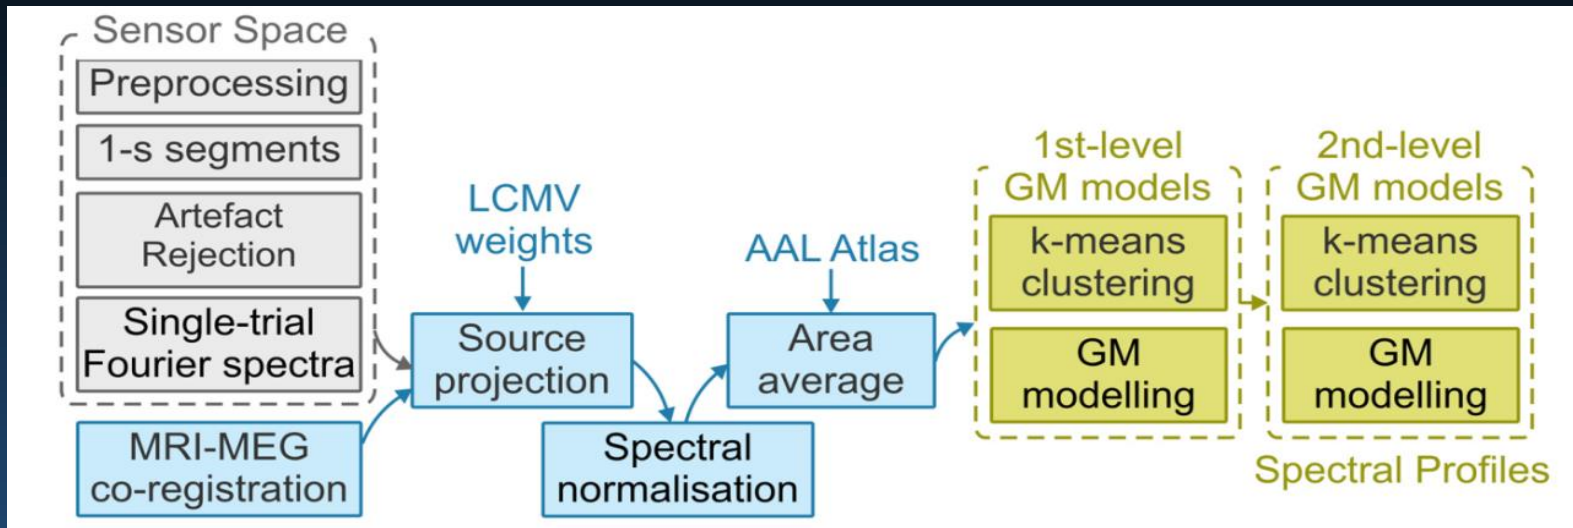 Sensor Space
Preprocessing
1-s segments
Artefact
Rejection
Single-trial
Fourier spectra
MRI-MEG
co-registration
LCMV
weights
Source
projection
Spectral
normalisation
AAL Atlas
Area
average
1st-level
GM models
k-means
clustering
GM
modelling
2nd-level
GM models
k-means
clustering
GM
modelling
Spectral Profiles